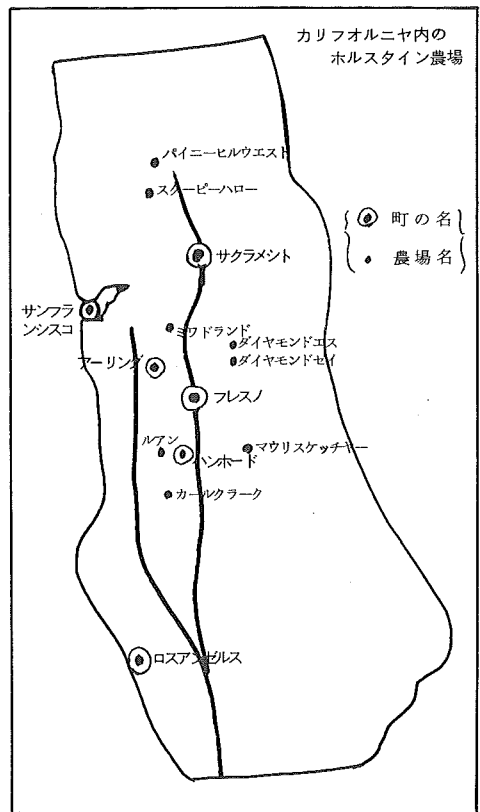 カリフオルニヤ内の
ホルスタイン農場
パイニーヒルウエスト
スクーピーハロー
町の名
サクラメント
農場名
サンフラ
ンシスコ
ミワドランド
ダイヤモンドエス
アーリング
ダイヤモンドセイ
フレスノ
ルアン
マウリスケッチャー
ハンホード
カールクラーク
ロスアンゼルス